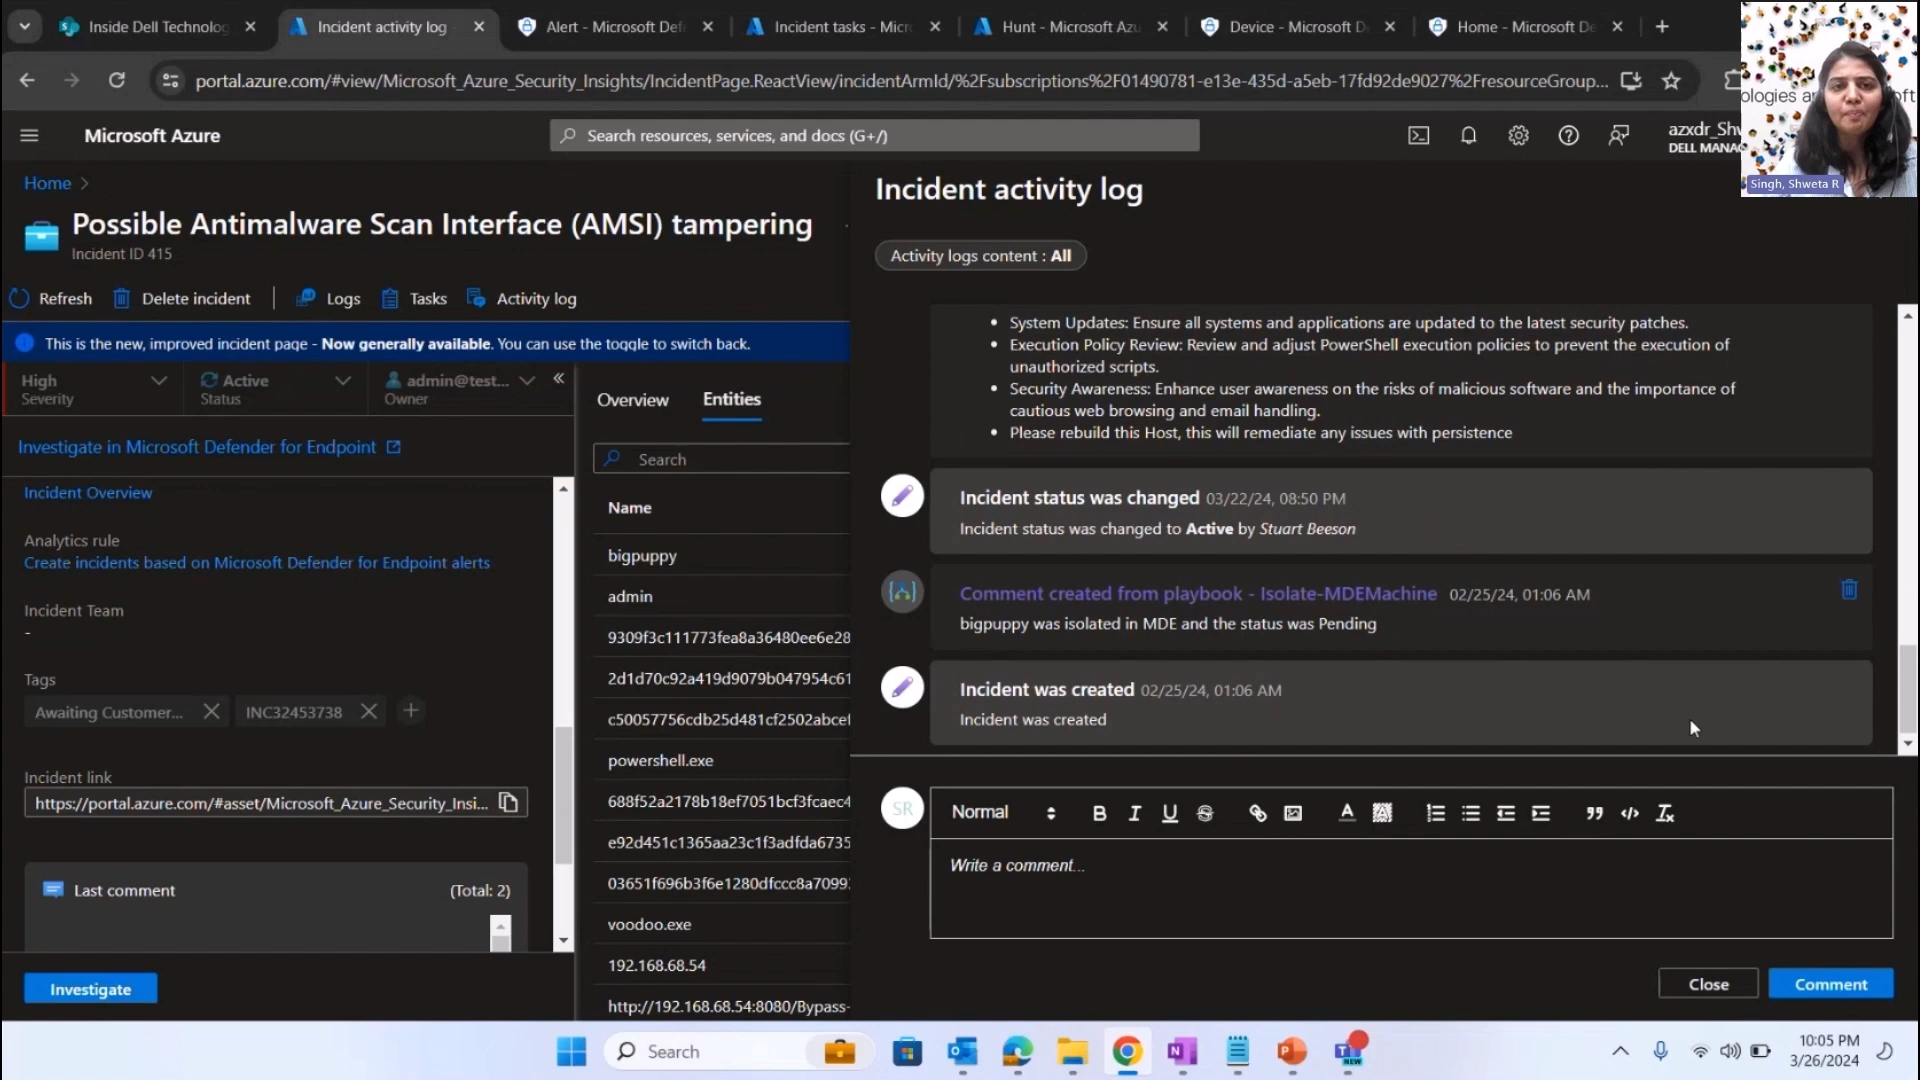 Inside Dell Technolog
Incident activity log
Alert - Microsoft Def
Incident tasks - Micr
Hunt - Microsoft Azu
Device - Microsoft D
Home - Microsoft De
portal.azure.com/#view/Microsoft_Azure_Security_Insights/IncidentPage.ReactView/incidentArmId/%2Fsubscriptions%2F01490781-e13e-435d-a5eb-17fd92de9027%2FresourceGroup...
ologies a
oft
Singh, Shweta R
Microsoft Azure
Search resources, services, and docs (G+/)
azxdr_Shw
DELL MANA
Home >
Possible Antimalware Scan Interface (AMSI) tampering
Incident ID 415
Refresh
Delete incident
Logs
Tasks
Activity log
This is the new, improved incident page - Now generally available. You can use the toggle to switch back.
High
Severity
Active
Status
admin@test...
Owner
Investigate in Microsoft Defender for Endpoint
Incident Overview
Analytics rule
Create incidents based on Microsoft Defender for Endpoint alerts
Incident Team
-
Tags
Awaiting Customer...
INC32453738
Incident link
https://portal.azure.com/#asset/Microsoft_Azure_Security_Insi...
Last comment
(Total: 2)
Investigate
Overview
Entities
Search
Name
bigpuppy
admin
9309f3c111773fea8a36480ee6e28
2d1d70c92a419d9079b047954c61
c50057756cdb25d481cf2502abcef
powershell.exe
688f52a2178b18ef7051bcf3fcaec4
e92d451c1365aa23c1f3adfda6735
03651f696b3f6e1280dfccc8a7099
voodoo.exe
192.168.68.54
http://192.168.68.54:8080/Bypass-
Incident activity log
Activity logs content : All
• System Updates: Ensure all systems and applications are updated to the latest security patches.
• Execution Policy Review: Review and adjust PowerShell execution policies to prevent the execution of
unauthorized scripts.
• Security Awareness: Enhance user awareness on the risks of malicious software and the importance of
cautious web browsing and email handling.
• Please rebuild this Host, this will remediate any issues with persistence
Incident status was changed 03/22/24, 08:50 PM
Incident status was changed to Active by Stuart Beeson
Comment created from playbook - Isolate-MDEMachine 02/25/24, 01:06 AM
bigpuppy was isolated in MDE and the status was Pending
Incident was created 02/25/24, 01:06 AM
Incident was created
SR
Normal
Write a comment...
Close
Comment
Search
NEW
10:05 PM
3/26/2024